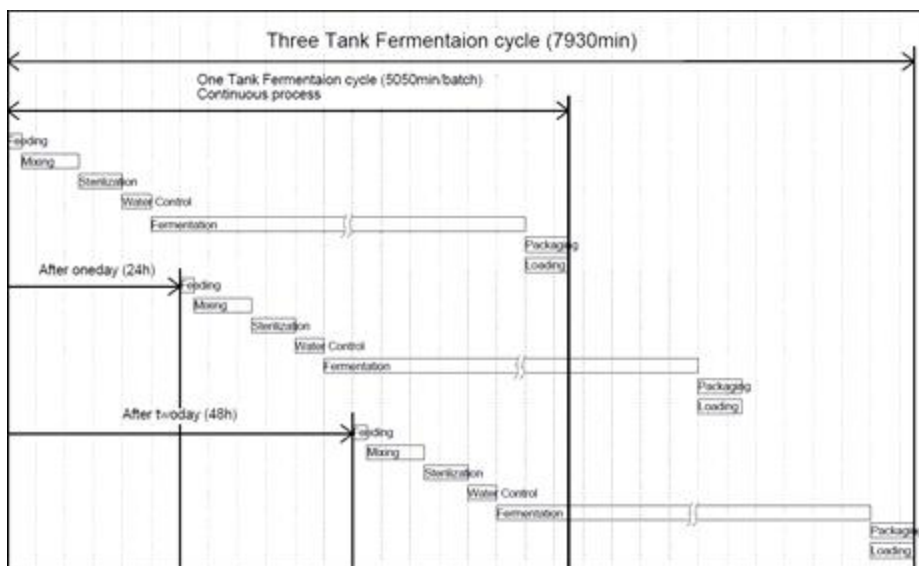 Three Tank Fermentaion cycle (7930min)
One Tank Fermentaion cycle (5050min/batch)
Continuous process
Feeding
Mixing
Sterilization
Water Control
Fermentation
Packaging
Loading
After oneday (24h)
Feeding
Mixing
Sterilization
Water Control
Fermentation
Packaging
Loading
After twoday (48h)
Feeding
Mixing
Sterilization
Water Control
Fermentation
Packaging
Loading